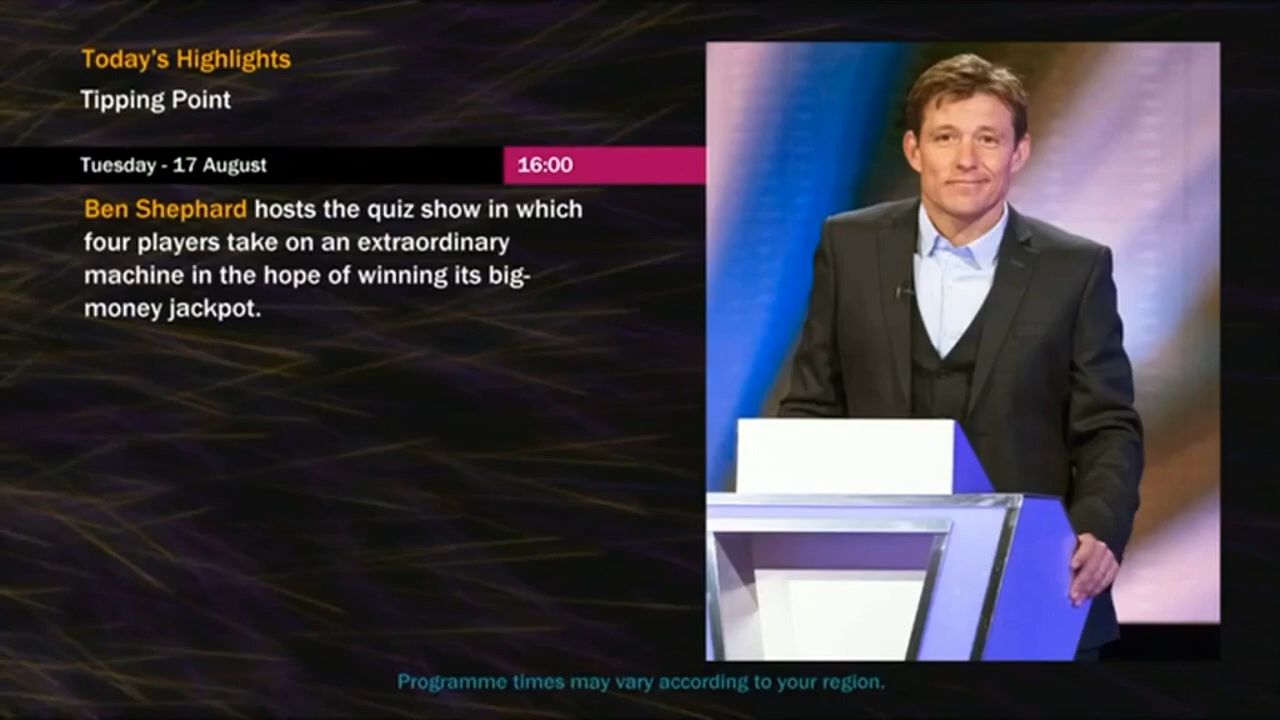 Today's Highlights
Tipping Point
Tuesday - 17 August
16:00
Ben Shephard hosts the quiz show in which
four players take on an extraordinary
machine in the hope of winning its big-
money jackpot.
Programme times may vary according to your region.